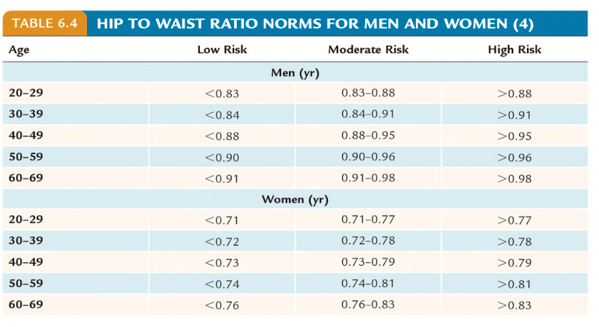 TABLE 6.4 HIP TO WAIST RATIO NORMS FOR MEN AND WOMEN (4)
Age Low Risk Moderate Risk High Risk
Men (yr)
20–29 <0.83 0.83–0.88 >0.88
30–39 <0.84 0.84–0.91 >0.91
40–49 <0.88 0.88–0.95 >0.95
50–59 <0.90 0.90–0.96 >0.96
60–69 <0.91 0.91–0.98 >0.98
Women (yr)
20–29 <0.71 0.71–0.77 >0.77
30–39 <0.72 0.72–0.78 >0.78
40–49 <0.73 0.73–0.79 >0.79
50–59 <0.74 0.74–0.81 >0.81
60–69 <0.76 0.76–0.83 >0.83